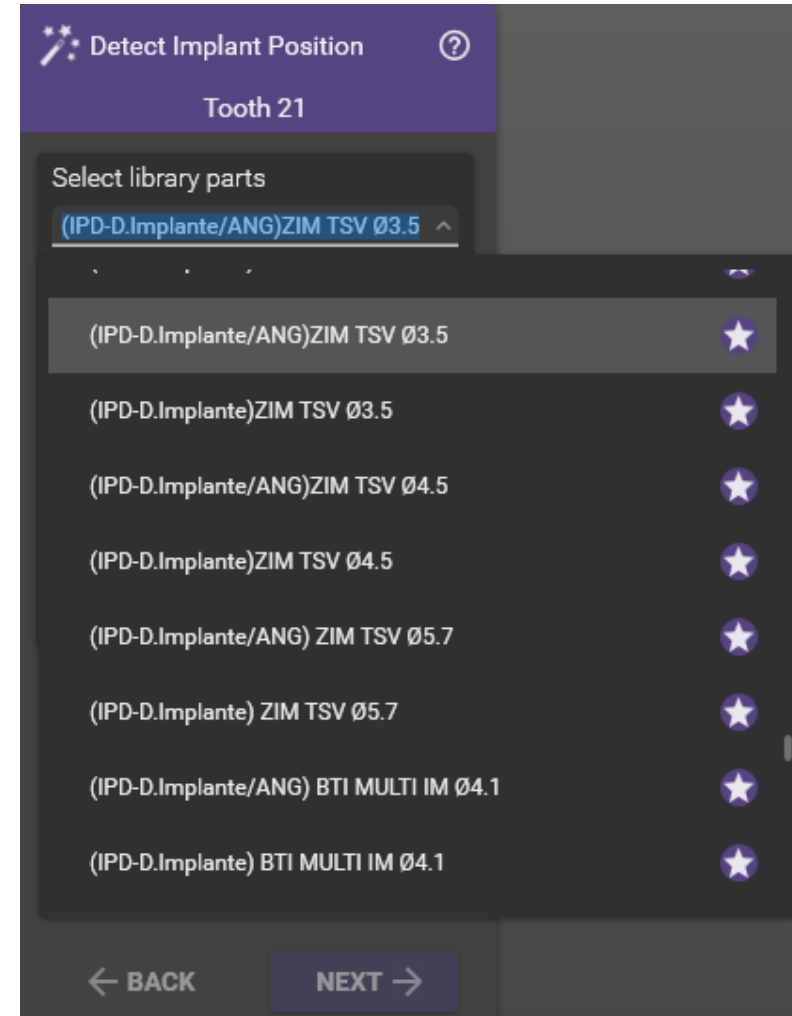 Detect Implant Position
Tooth 21
Select library parts
(IPD-D.Implante/ANG)ZIM TSV Ø3.5
(IPD-D.Implante/ANG)ZIM TSV Ø3.5
(IPD-D.Implante)ZIM TSV Ø3.5
(IPD-D.Implante/ANG)ZIM TSV Ø4.5
(IPD-D.Implante)ZIM TSV Ø4.5
(IPD-D.Implante/ANG) ZIM TSV Ø5.7
(IPD-D.Implante) ZIM TSV Ø5.7
(IPD-D.Implante/ANG) BTI MULTI IM Ø4.1
(IPD-D.Implante) BTI MULTI IM Ø4.1
BACK NEXT